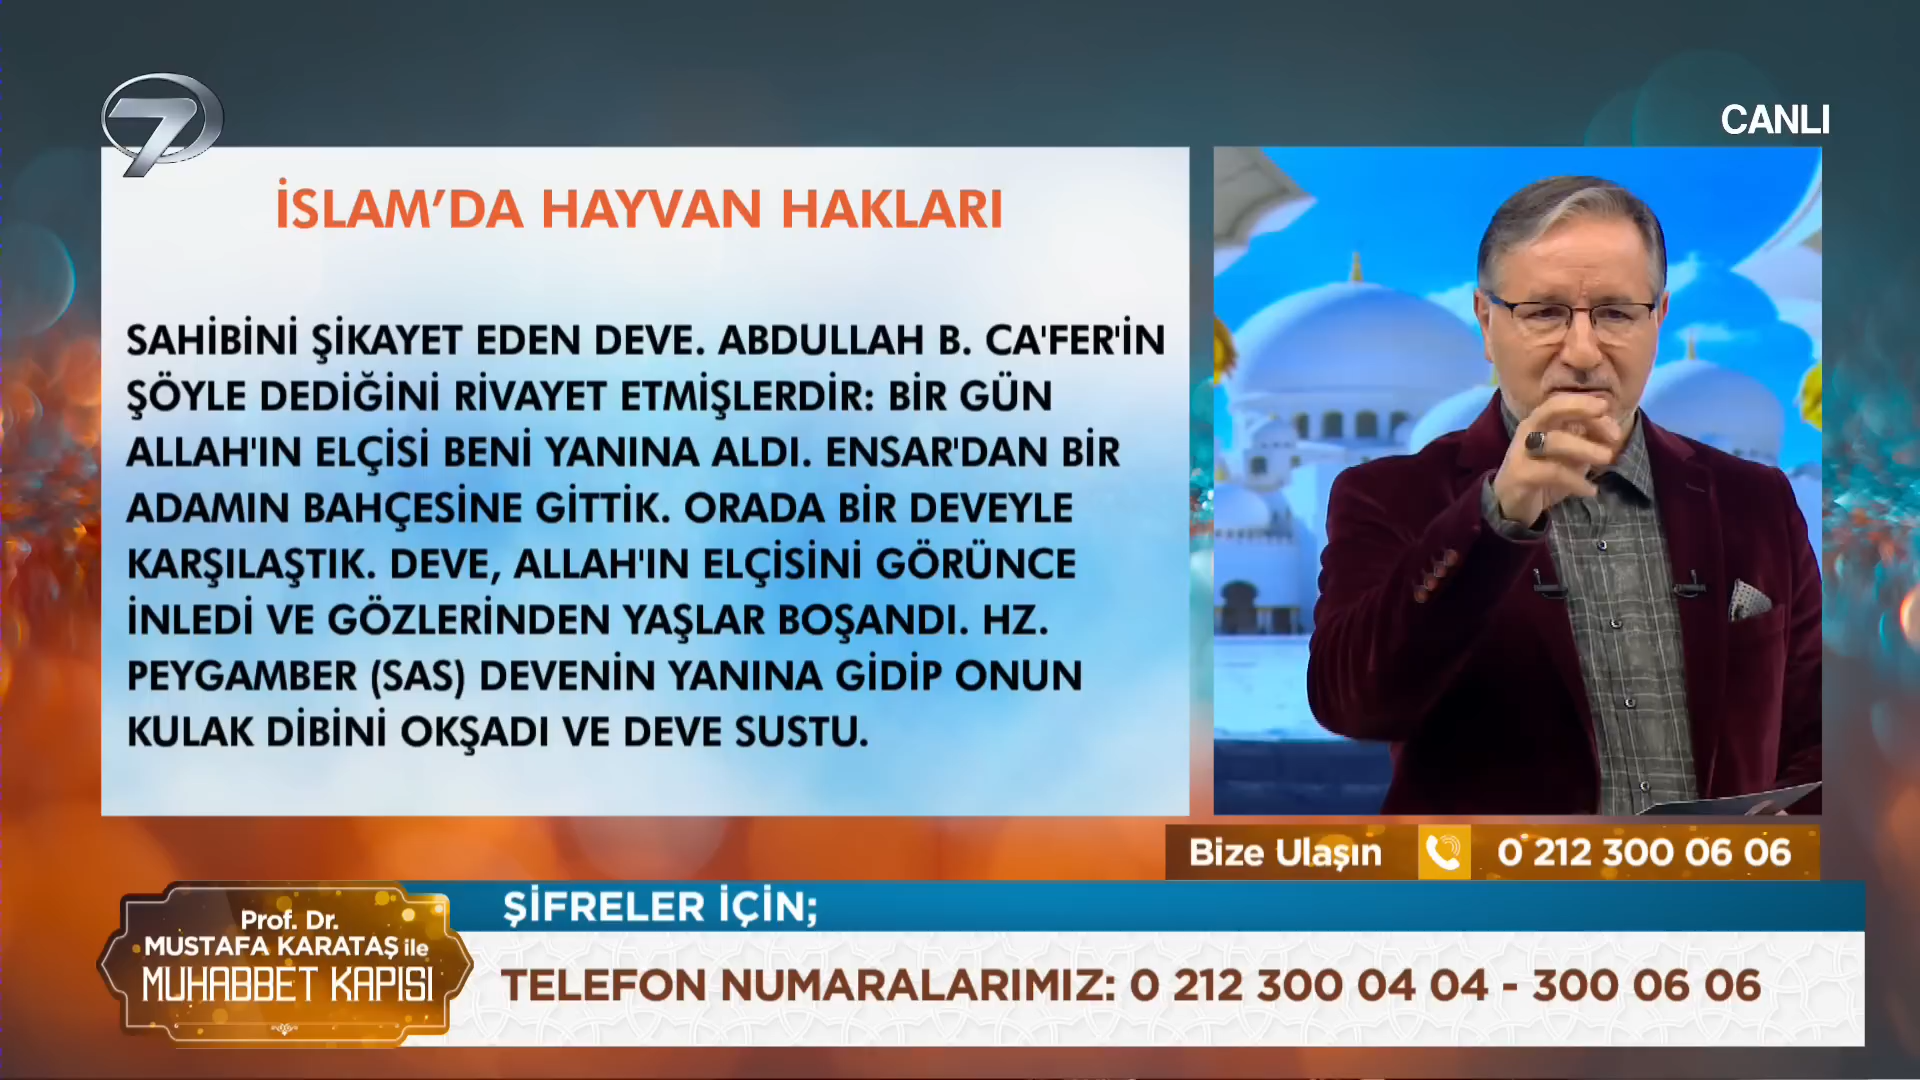 7
CANLI
İSLAM'DA HAYVAN HAKLARI
SAHİBİNİ ŞİKAYET EDEN DEVE. ABDULLAH B. CA'FER'İN
ŞÖYLE DEDİĞİNİ RİVAYET ETMİŞLERDİR: BİR GÜN
ALLAH'IN ELÇİSİ BENİ YANINA ALDI. ENSAR'DAN BİR
ADAMIN BAHÇESİNE GİTTİK. ORADA BİR DEVEYLE
KARŞILAŞTIK. DEVE, ALLAH'IN ELÇİSİNİ GÖRÜNCE
İNLEDİ VE GÖZLERİNDEN YAŞLAR BOŞANDI. HZ.
PEYGAMBER (SAS) DEVENİN YANINA GİDİP ONUN
KULAK DİBİNİ OKŞADI VE DEVE SUSTU.
Bize Ulaşın 0 212 300 06 06
ŞİFRELER İÇİN;
TELEFON NUMARALARIMIZ: 0 212 300 04 04 - 300 06 06
Prof. Dr.
MUSTAFA KARATAŞ ile
MUHABBET KAPISI